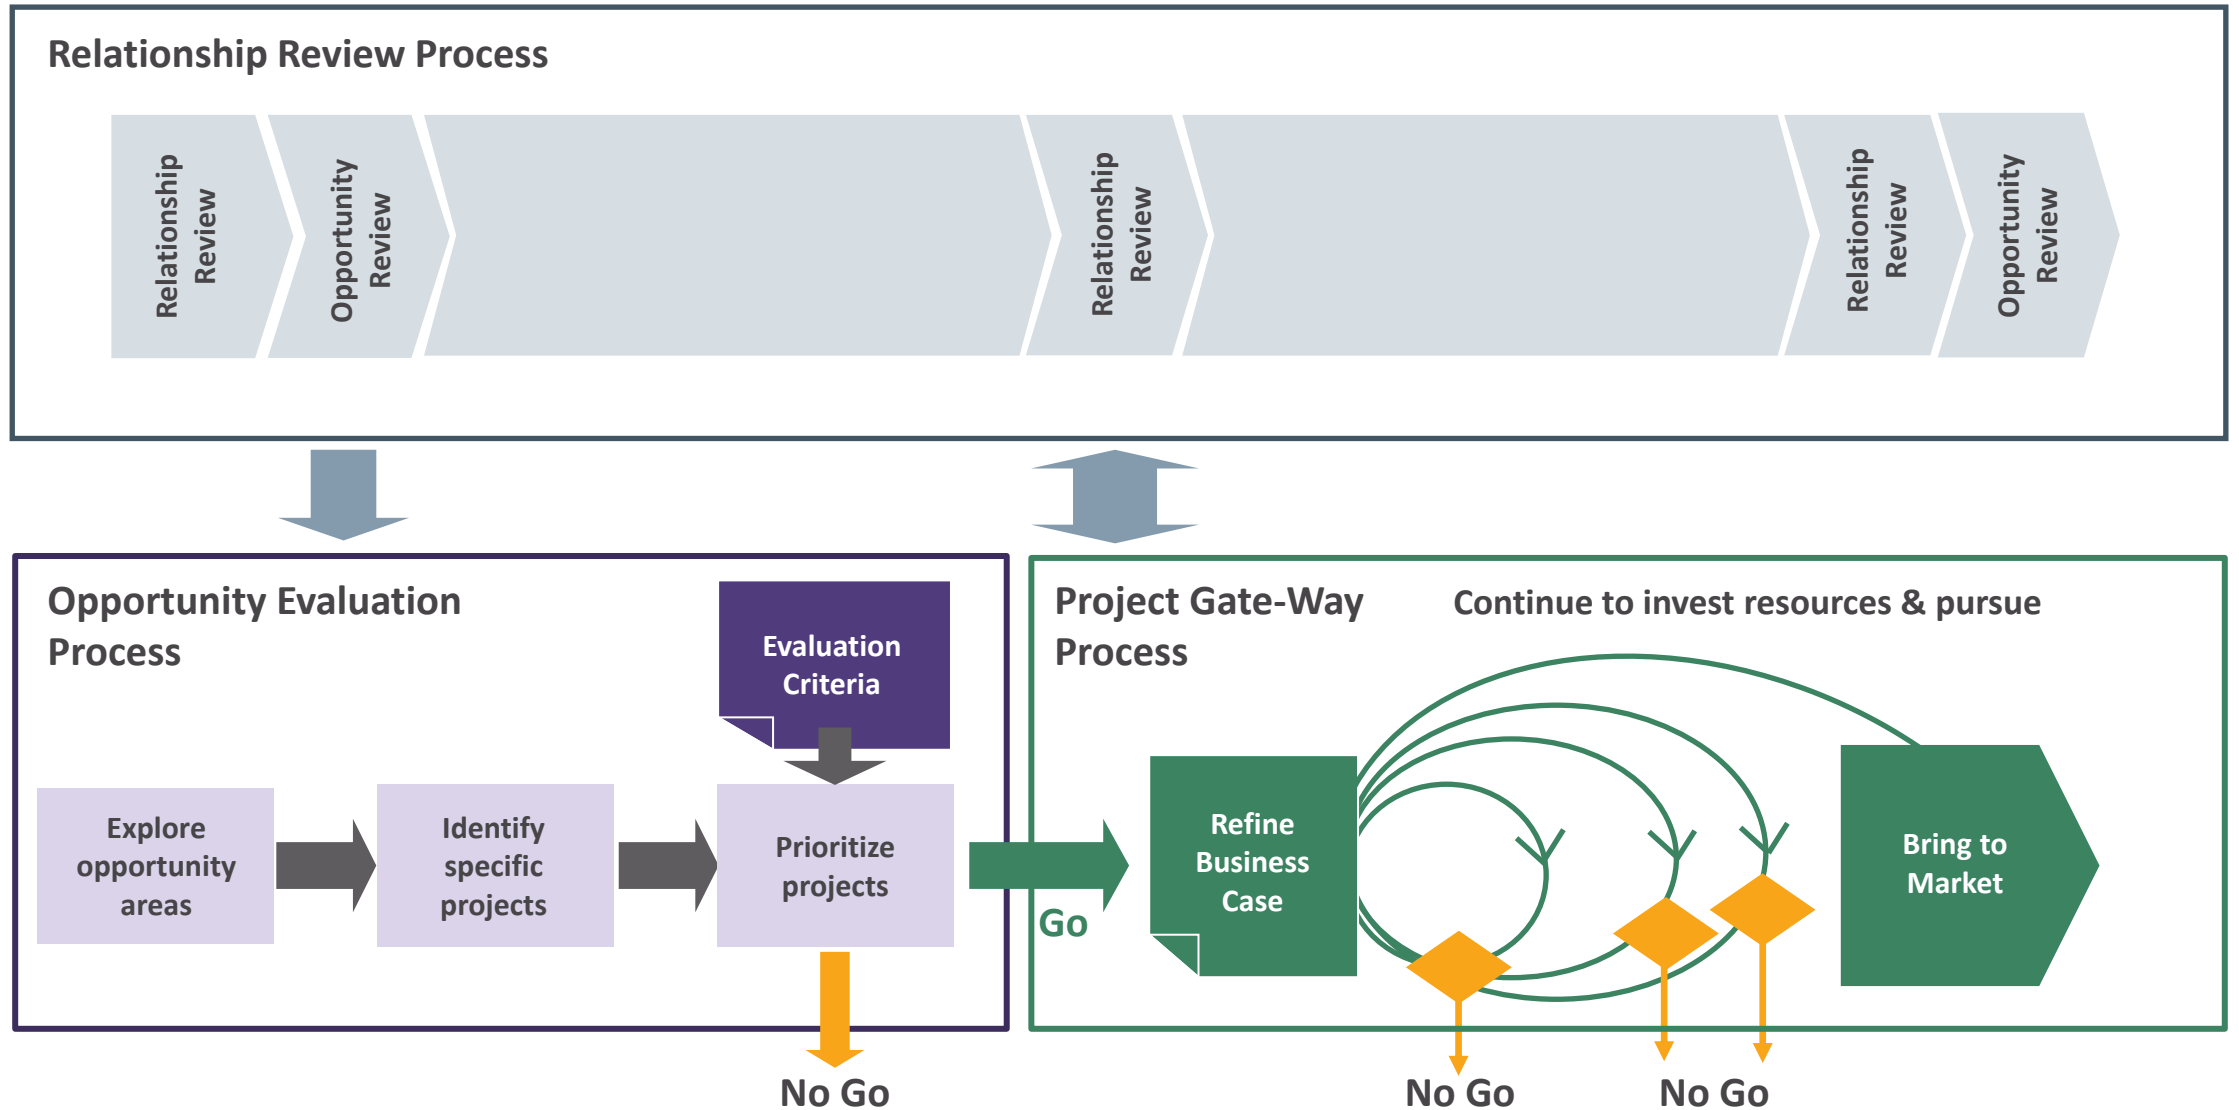 Relationship Review Process
Relationship
Review
Opportunity
Review
Relationship
Review
Relationship
Review
Opportunity
Review
Opportunity Evaluation
Process
Evaluation
Criteria
Explore
opportunity
areas
Identify
specific
projects
Prioritize
projects
No Go
Go
Project Gate-Way
Process
Continue to invest resources & pursue
Refine
Business
Case
Bring to
Market
No Go
No Go